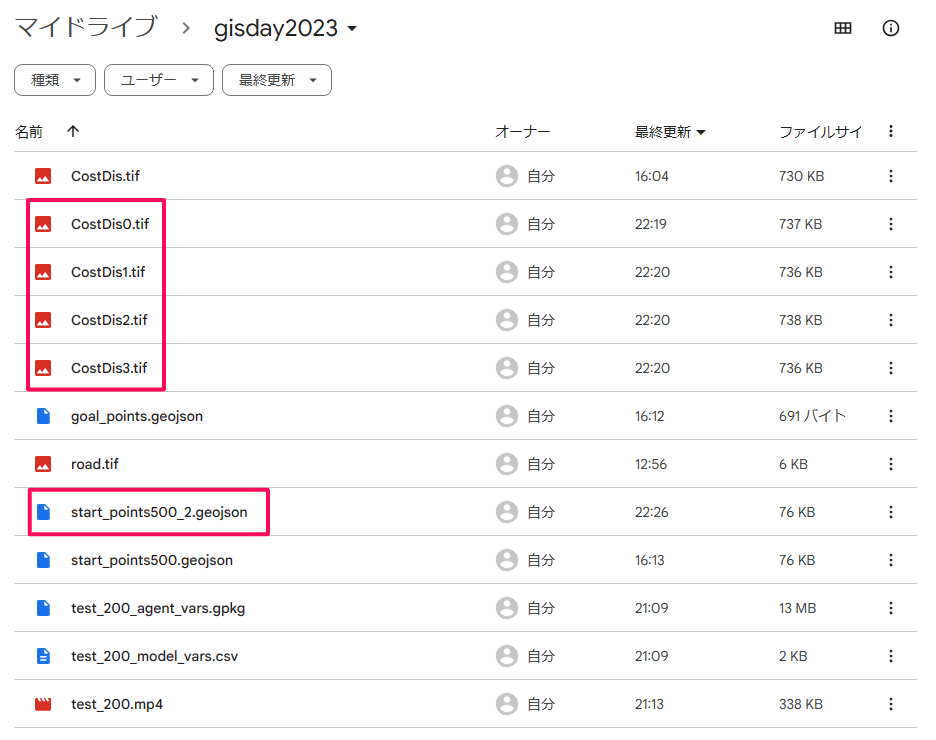 マイドライブ > gisday2023
種類 ユーザー 最終更新
名前 オーナー 最終更新 ファイルサイ
CostDis.tif 自分 16:04 730 KB
CostDis0.tif 自分 22:19 737 KB
CostDis1.tif 自分 22:20 736 KB
CostDis2.tif 自分 22:20 738 KB
CostDis3.tif 自分 22:20 736 KB
goal_points.geojson 自分 16:12 691 バイト
road.tif 自分 12:56 6 KB
start_points500_2.geojson 自分 22:26 76 KB
start_points500.geojson 自分 16:13 76 KB
test_200_agent_vars.gpkg 自分 21:09 13 MB
test_200_model_vars.csv 自分 21:09 2 KB
test_200.mp4 自分 21:13 338 KB